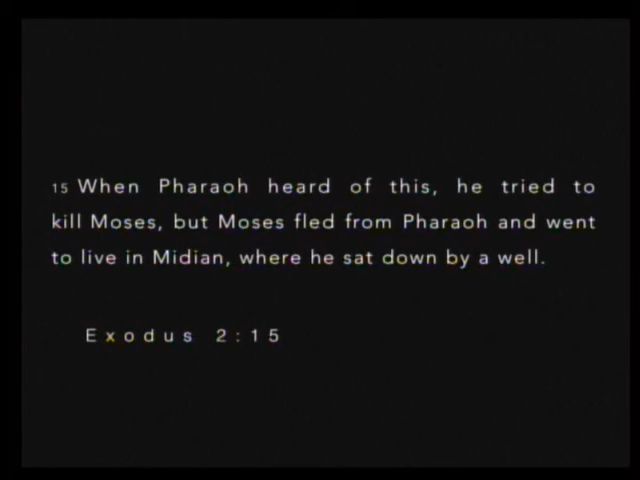 15 When Pharaoh heard of this, he tried to
kill Moses, but Moses fled from Pharaoh and went
to live in Midian, where he sat down by a well.
Exodus 2:15